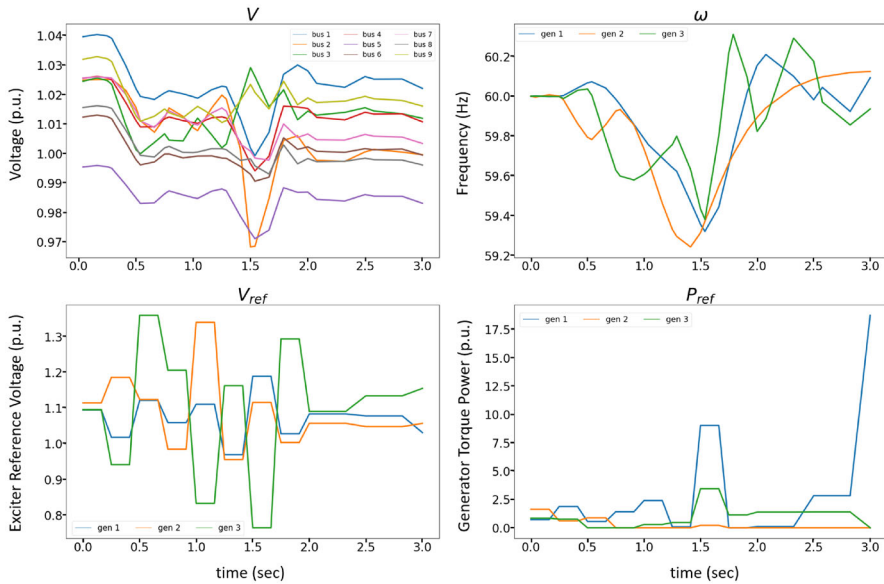 V
Voltage (p.u.)
1.04
1.03
1.02
1.01
1.00
0.99
0.98
0.97
bus 1 bus 4 bus 7
bus 2 bus 5 bus 8
bus 3 bus 6 bus 9
0.0 0.5 1.0 1.5 2.0 2.5 3.0
ω
Frequency (Hz)
gen 1 gen 2 gen 3
60.2
60.0
59.8
59.6
59.4
59.2
0.0 0.5 1.0 1.5 2.0 2.5 3.0
V_ref
Exciter Reference Voltage (p.u.)
1.3
1.2
1.1
1.0
0.9
0.8
gen 1 gen 2 gen 3
0.0 0.5 1.0 1.5 2.0 2.5 3.0
time (sec)
P_ref
Generator Torque Power (p.u.)
gen 1 gen 2 gen 3
17.5
15.0
12.5
10.0
7.5
5.0
2.5
0.0
0.0 0.5 1.0 1.5 2.0 2.5 3.0
time (sec)